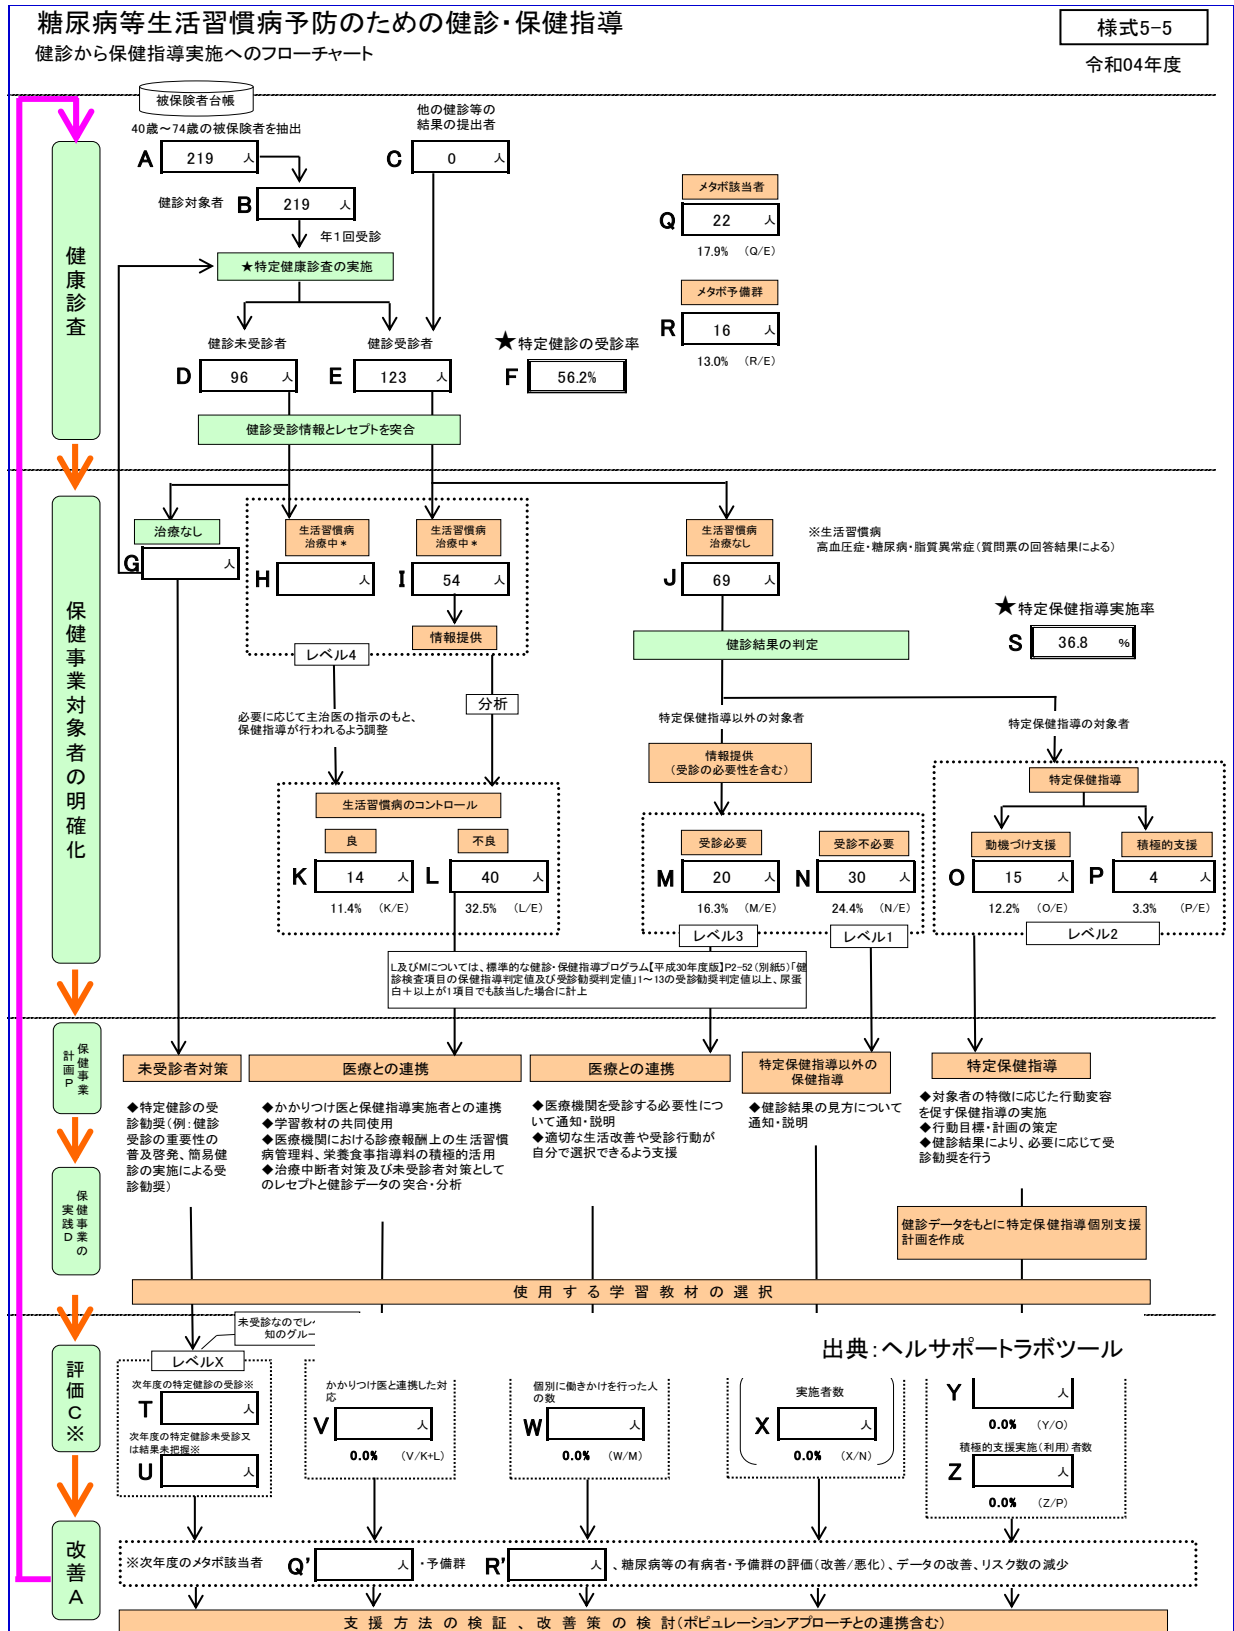 糖尿病等生活習慣病予防のための健診・保健指導
様式5-5
健診から保健指導実施へのフローチャート
令和04年度
被保険者台帳
40歳～74歳の被保険者を抽出
他の健診等の
結果の提出者
A 219 人
C 0 人
健診対象者 B 219 人
年1回受診
メタボ該当者
Q 22 人
17.9% (Q/E)
★特定健康診査の実施
メタボ予備群
R 16 人
13.0% (R/E)
健康診査
健診未受診者
健診受診者
★特定健診の受診率
D 96 人
E 123 人
F 56.2%
健診受診情報とレセプトを突合
治療なし
G 人
生活習慣病
治療中*
H 人
生活習慣病
治療中*
I 54 人
情報提供
生活習慣病
治療なし
J 69 人
※生活習慣病
高血圧症・糖尿病・脂質異常症(質問票の回答結果による)
★特定保健指導実施率
S 36.8 %
健診結果の判定
保健事業対象者の明確化
レベル4
分析
必要に応じて主治医の指示のもと、
保健指導が行われるよう調整
特定保健指導以外の対象者
特定保健指導の対象者
情報提供
(受診の必要性を含む)
特定保健指導
生活習慣病のコントロール
良
不良
受診必要
受診不必要
動機づけ支援
積極的支援
K 14 人
L 40 人
M 20 人
N 30 人
O 15 人
P 4 人
11.4% (K/E)
32.5% (L/E)
16.3% (M/E)
24.4% (N/E)
12.2% (O/E)
3.3% (P/E)
レベル3
レベル1
レベル2
L及びMについては、標準的な健診・保健指導プログラム【平成30年度版】P2-52(別紙5)「健
診検査項目の保健指導判定値及び受診勧奨判定値」1～13の受診勧奨判定値以上、尿蛋
白＋以上が1項目でも該当した場合に計上
保健事業
計画P
未受診者対策
医療との連携
医療との連携
特定保健指導以外の
保健指導
特定保健指導
◆特定健診の受
診勧奨(例:健診
受診の重要性の
普及啓発、簡易健
診の実施による受
診勧奨)
◆かかりつけ医と保健指導実施者との連携
◆学習教材の共同使用
◆医療機関における診療報酬上の生活習慣
病管理料、栄養食事指導料の積極的活用
◆治療中断者対策及び未受診者対策として
のレセプトと健診データの突合・分析
◆医療機関を受診する必要性につ
いて通知・説明
◆適切な生活改善や受診行動が
自分で選択できるよう支援
◆健診結果の見方について
通知・説明
◆対象者の特徴に応じた行動変容
を促す保健指導の実施
◆行動目標・計画の策定
◆健診結果により、必要に応じて受
診勧奨を行う
保健事業の
実践D
健診データをもとに特定保健指導個別支援
計画を作成
使用する学習教材の選択
未受診なのでレベ
知のグルー
出典:ヘルサポートラボツール
評価C※
レベルX
次年度の特定健診の受診※
T 人
次年度の特定健診未受診又
は結果未把握※
U 人
かかりつけ医と連携した対
応
V 人
0.0% (V/K+L)
個別に働きかけを行った人
の数
W 人
0.0% (W/M)
実施者数
X 人
0.0% (X/N)
Y 人
0.0% (Y/O)
積極的支援実施(利用)者数
Z 人
0.0% (Z/P)
改善A
※次年度のメタボ該当者 Q' 人 ・予備群 R' 人 、糖尿病等の有病者・予備群の評価(改善/悪化)、データの改善、リスク数の減少
支援方法の検証、改善策の検討(ポピュレーションアプローチとの連携含む)